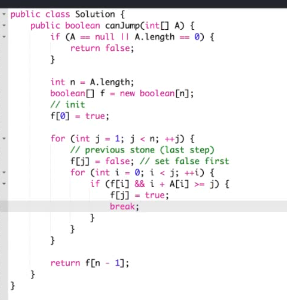 public class Solution {
    public boolean canJump(int[] A) {
        if (A == null || A.length == 0) {
            return false;
        }

        int n = A.length;
        boolean[] f = new boolean[n];
        // init
        f[0] = true;

        for (int j = 1; j < n; ++j) {
            // previous stone (last step)
            f[j] = false; // set false first
            for (int i = 0; i < j; ++i) {
                if (f[i] && i + A[i] >= j) {
                    f[j] = true;
                    break;
                }
            }
        }

        return f[n - 1];
    }
}